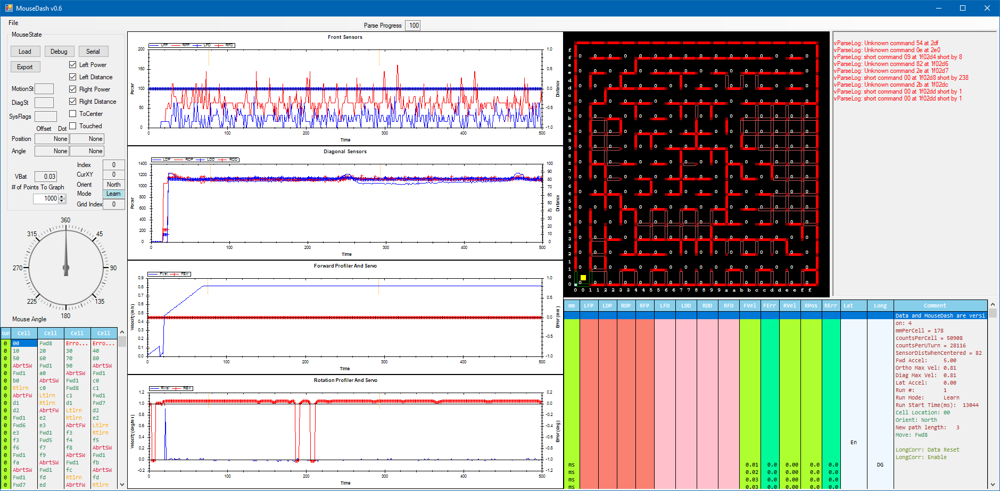 MouseDash v0.6
File
Parse Progress 100
MouseState
Load Debug Serial
Export
Left Power
Left Distance
Right Power
Right Distance
ToCenter
Touched
MotionSt
DiagSt
SysFlags
Offset Dot
Position None None
Angle None None
VBat 0.03
# of Points To Graph
1000
Index 0
CurXY 0
Orient North
Mode Learn
Grid Index 0
360
315 45
270 90
225 135
180
Mouse Angle
Run Cell Cell Cell Cell
0 00 Fwd8 Erro... Erro...
0 10 20 30 40
0 50 60 70 80
0 AbrtSW Fwd1 90 AbrtSW
0 Fwd1 a0 AbrtSW Fwd1
0 b0 AbrtSW Fwd1 c0
0 Rtlrn c0 Fwd8 c1
0 AbrtFW Ltlrn c1 Fwd1
0 d1 Rtlrn d1 Fwd7
0 d2 AbrtFW Ltlrn d2
0 Fwd1 e2 Rtlrn e2
0 Fwd6 e3 AbrtFW Ltlrn
0 e3 Fwd1 f3 Rtlrn
0 f3 Fwd5 f4 f5
0 f6 f7 f8 AbrtSW
0 Fwd1 f9 AbrtSW Fwd1
0 fa AbrtSW Fwd1 fb
0 AbrtSW Fwd1 fc AbrtSW
0 Fwd1 fd Rtlrn fd
0 Fwd7 ed AbrtFW Rtlrn
Front Sensors
LFP RFP LFD RFD
200 1.0
150 0.5
100 0.0
50 -0.5
0 -1.0
Power
Distance
0 100 200 300 400 500
Time
Diagonal Sensors
LDP RDP LDD RDD
1400 100
1200 90
1000 80
800 70
600 60
400 50
200 40
0 30
20
10
0
Power
Distance
0 100 200 300 400 500
Time
Forward Profiler And Servo
FVel FErr
0.9 1.0
0.8
0.7 0.5
0.6
0.5 0.0
0.4
0.3
0.2 -0.5
0.1
0.0 -1.0
Velocity (m/s)
Error (mm)
0 100 200 300 400 500
Time
Rotation Profiler And Servo
RVel RErr
1.2 0.2
1.0 0.0
0.8 -0.2
0.6 -0.4
0.4 -0.6
0.2 -0.8
0.0 -1.0
-0.2 -1.2
Velocity (deg/ms)
Error (deg)
0 100 200 300 400 500
Time
f
f 0 0 0 0 0 0 0 0 0 0 0 0 0 0 0 0
e
e 0 0 0 0 0 0 0 0 0 0 0 0 0 0 0 0
d
d 0 0 0 0 0 0 0 0 0 0 0 0 0 0 0 0
c
c 0 0 0 0 0 0 0 0 0 0 0 0 0 0 0 0
b
b 0 0 0 0 0 0 0 0 0 0 0 0 0 0 0 0
a
a 0 0 0 0 0 0 0 0 0 0 0 0 0 0 0 0
9
9 0 0 0 0 0 0 0 0 0 0 0 0 0 0 0 0
8
8 0 0 0 0 0 0 0 0 0 0 0 0 0 0 0 0
7
7 0 0 0 0 0 0 0 0 0 0 0 0 0 0 0 0
6
6 0 0 0 0 0 0 0 0 0 0 0 0 0 0 0 0
5
5 0 0 0 0 0 0 0 0 0 0 0 0 0 0 0 0
4
4 0 0 0 0 0 0 0 0 0 0 0 0 0 0 0 0
3
3 0 0 0 0 0 0 0 0 0 0 0 0 0 0 0 0
2
2 0 0 0 0 0 0 0 0 0 0 0 0 0 0 0 0
1
1 0 0 0 0 0 0 0 0 0 0 0 0 0 0 0 0
0
0 0 0 0 0 0 0 0 0 0 0 0 0 0 0 0 0
0 0 1 1 2 2 3 3 4 4 5 5 6 6 7 7 8 8 9 9 a a b b c c d d e e f f
vParseLog: Unknown command 54 at 2df
vParseLog: Unknown command 0e at 2e0
vParseLog: short command 09 at 1f02d4 short by 8
vParseLog: Unknown command 82 at 1f02d6
vParseLog: Unknown command 2e at 1f02d7
vParseLog: short command 00 at 1f02d8 short by 238
vParseLog: Unknown command 2b at 1f02dc
vParseLog: short command 00 at 1f02dd short by 1
vParseLog: short command 00 at 1f02dd short by 1
mm LFP LDP RDP RFP LFD LDD RDD RFD FVel FErr RVel RPos RErr Lat Long Comment
Data and MouseDash are versi
on: 4
mmPerCell = 178
countsPerCell = 50908
countsPerUTurn = 28116
SensorDistWhenCentered = 82
Fwd Accel: 5.00
Ortho Max Vel: 0.81
Diag Max Vel: 0.81
Lat Accel: 0.00
Run #: 1
Run Mode: Learn
Run Start Time(ms): 13044
Cell Location: 00
Orient: North
New path length: 3
Move: Fwd8
En
LongCorr: Data Reset
LongCorr: Enable
ms 0.01 0.0 0.00 0.0 0.0 DG
ms 0.02 0.0 0.00 0.0 0.0
ms 0.03 0.0 0.00 0.0 0.0
ms 0.03 0.0 0.00 0.0 0.0